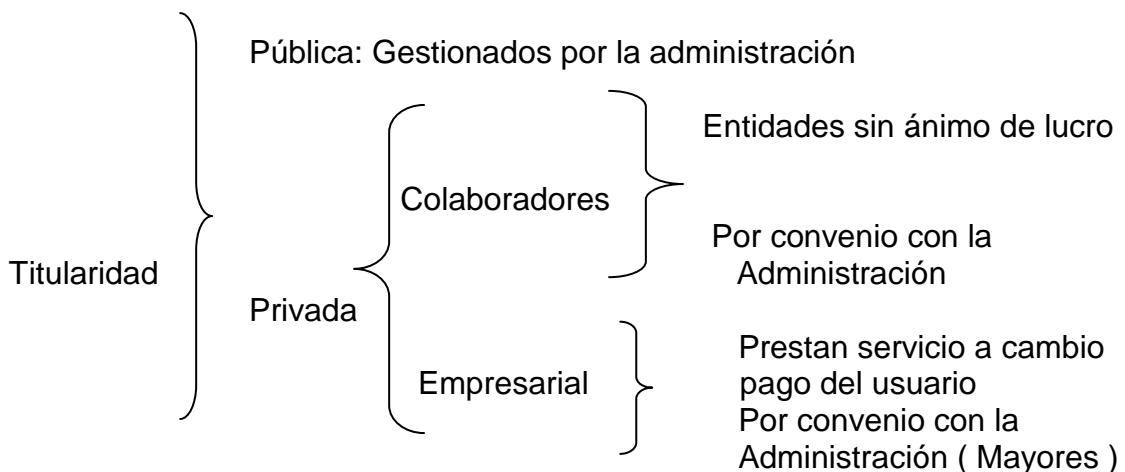 Pública: Gestionados por la administración
Entidades sin ánimo de lucro
Colaboradores
Por convenio con la
Administración
Titularidad
Privada
Prestan servicio a cambio
Empresarial
pago del usuario
Por convenio con la
Administración ( Mayores )